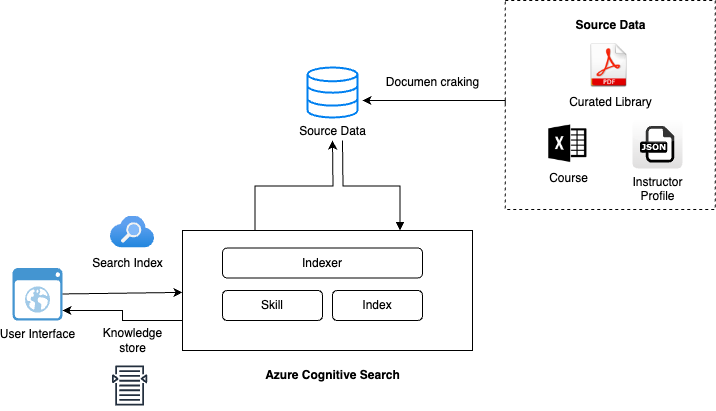 Source Data
PDF
Curated Library
Documen craking
Source Data
X
Course
JSON
Instructor
Profile
Search Index
Indexer
Skill
Index
User Interface
Knowledge
store
Azure Cognitive Search